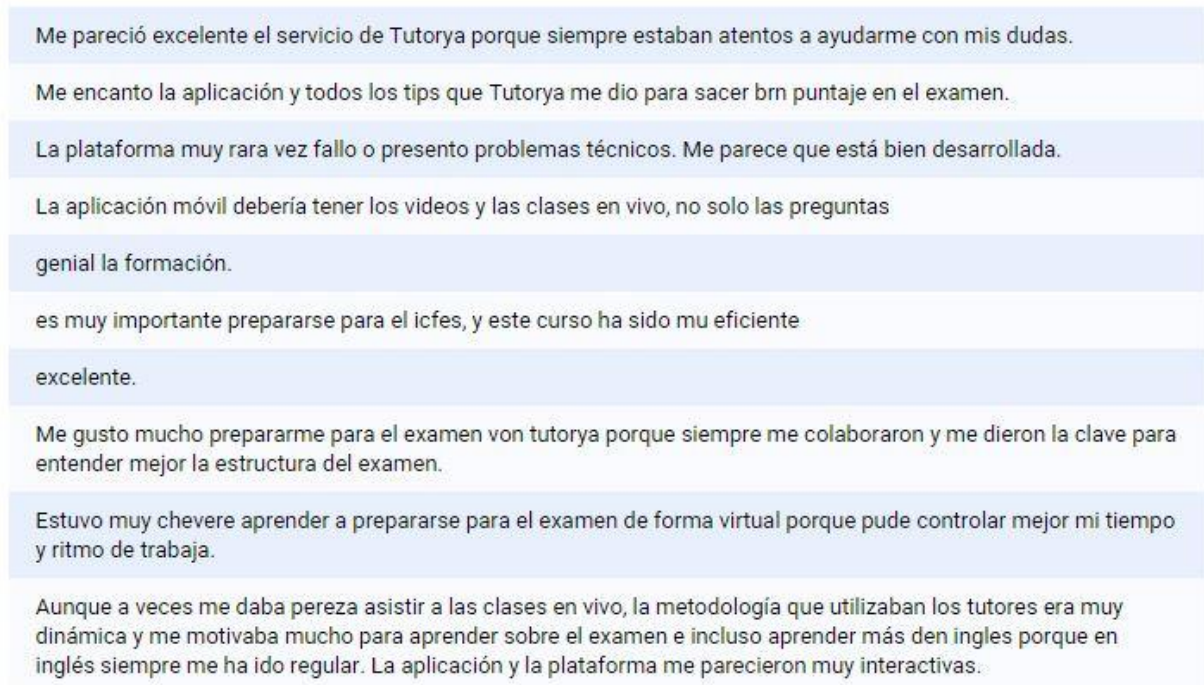 Me pareció excelente el servicio de Tutorya porque siempre estaban atentos a ayudarme con mis dudas.
Me encanto la aplicación y todos los tips que Tutorya me dio para sacer brn puntaje en el examen.
La plataforma muy rara vez fallo o presento problemas técnicos. Me parece que está bien desarrollada.
La aplicación móvil debería tener los videos y las clases en vivo, no solo las preguntas
genial la formación.
es muy importante prepararse para el icfes, y este curso ha sido mu eficiente
excelente.
Me gusto mucho prepararme para el examen von tutorya porque siempre me colaboraron y me dieron la clave para
entender mejor la estructura del examen.
Estuvo muy chevere aprender a prepararse para el examen de forma virtual porque pude controlar mejor mi tiempo
y ritmo de trabaja.
Aunque a veces me daba pereza asistir a las clases en vivo, la metodología que utilizaban los tutores era muy
dinámica y me motivaba mucho para aprender sobre el examen e incluso aprender más den ingles porque en
inglés siempre me ha ido regular. La aplicación y la plataforma me parecieron muy interactivas.